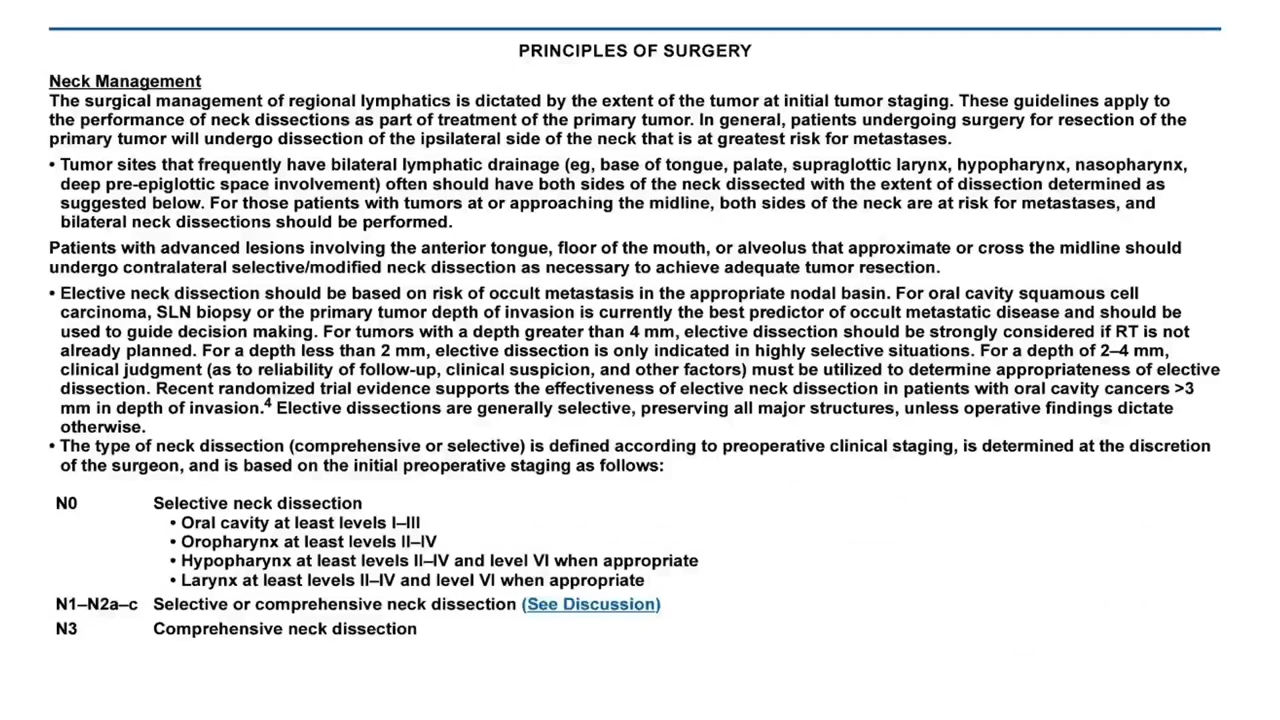 PRINCIPLES OF SURGERY
Neck Management
The surgical management of regional lymphatics is dictated by the extent of the tumor at initial tumor staging. These guidelines apply to
the performance of neck dissections as part of treatment of the primary tumor. In general, patients undergoing surgery for resection of the
primary tumor will undergo dissection of the ipsilateral side of the neck that is at greatest risk for metastases.
• Tumor sites that frequently have bilateral lymphatic drainage (eg, base of tongue, palate, supraglottic larynx, hypopharynx, nasopharynx,
deep pre-epiglottic space involvement) often should have both sides of the neck dissected with the extent of dissection determined as
suggested below. For those patients with tumors at or approaching the midline, both sides of the neck are at risk for metastases, and
bilateral neck dissections should be performed.
Patients with advanced lesions involving the anterior tongue, floor of the mouth, or alveolus that approximate or cross the midline should
undergo contralateral selective/modified neck dissection as necessary to achieve adequate tumor resection.
• Elective neck dissection should be based on risk of occult metastasis in the appropriate nodal basin. For oral cavity squamous cell
carcinoma, SLN biopsy or the primary tumor depth of invasion is currently the best predictor of occult metastatic disease and should be
used to guide decision making. For tumors with a depth greater than 4 mm, elective dissection should be strongly considered if RT is not
already planned. For a depth less than 2 mm, elective dissection is only indicated in highly selective situations. For a depth of 2–4 mm,
clinical judgment (as to reliability of follow-up, clinical suspicion, and other factors) must be utilized to determine appropriateness of elective
dissection. Recent randomized trial evidence supports the effectiveness of elective neck dissection in patients with oral cavity cancers >3
mm in depth of invasion.4 Elective dissections are generally selective, preserving all major structures, unless operative findings dictate
otherwise.
• The type of neck dissection (comprehensive or selective) is defined according to preoperative clinical staging, is determined at the discretion
of the surgeon, and is based on the initial preoperative staging as follows:
N0 Selective neck dissection
• Oral cavity at least levels I–III
• Oropharynx at least levels II–IV
• Hypopharynx at least levels II–IV and level VI when appropriate
• Larynx at least levels II–IV and level VI when appropriate
N1–N2a–c Selective or comprehensive neck dissection (See Discussion)
N3 Comprehensive neck dissection